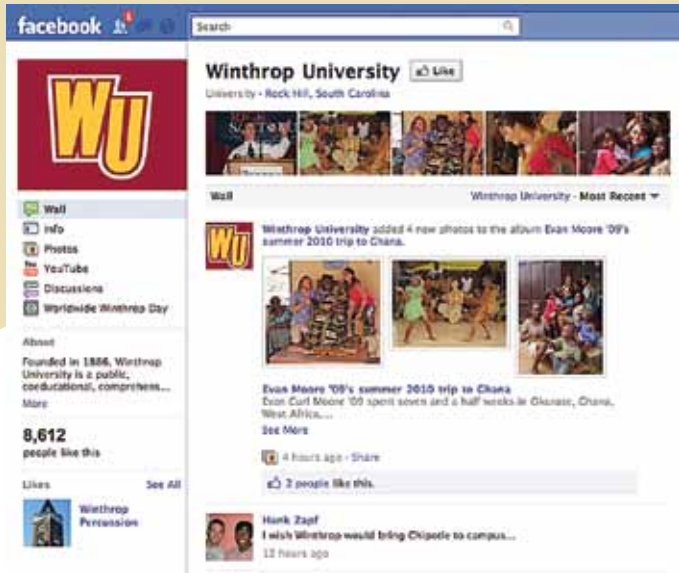 facebook
1
Search
Winthrop University Like
University · Rock Hill, South Carolina
WU
Wall
Info
Photos
YouTube
Discussions
Worldwide Winthrop Day
About
Founded in 1886, Winthrop
University is a public,
coeducational, comprehens...
More
8,612
people like this
Likes See All
Winthrop
Percussion
Wall Winthrop University · Most Recent
WU
Winthrop University added 4 new photos to the album Evan Moore '09's
summer 2010 trip to Ghana.
Evan Moore '09's summer 2010 trip to Ghana
Evan Curl Moore '09 spent seven and a half weeks in Ghana,
West Africa,...
See More
4 hours ago · Share
2 people like this.
Hank Zapf
I wish Winthrop would bring Chipotle to campus...
12 hours ago